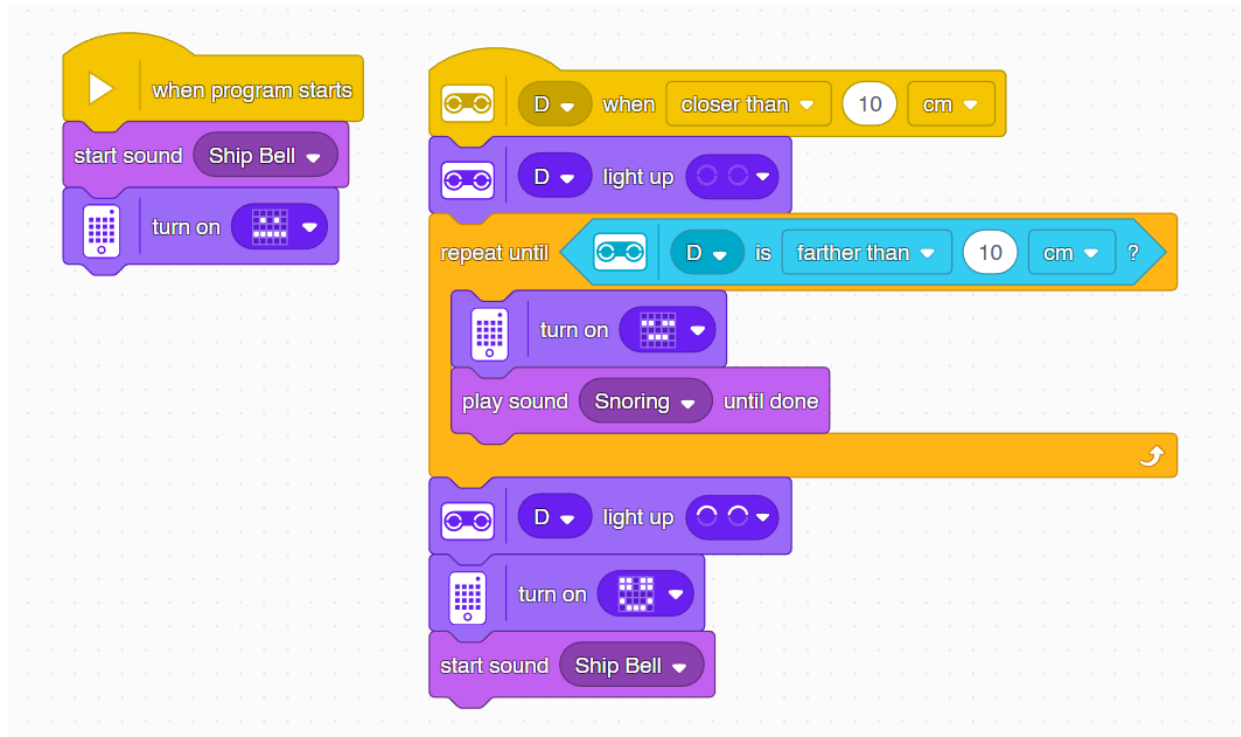 when program starts
start sound Ship Bell
turn on
D when closer than 10 cm
D light up
repeat until D is farther than 10 cm ?
turn on
play sound Snoring until done
D light up
turn on
start sound Ship Bell